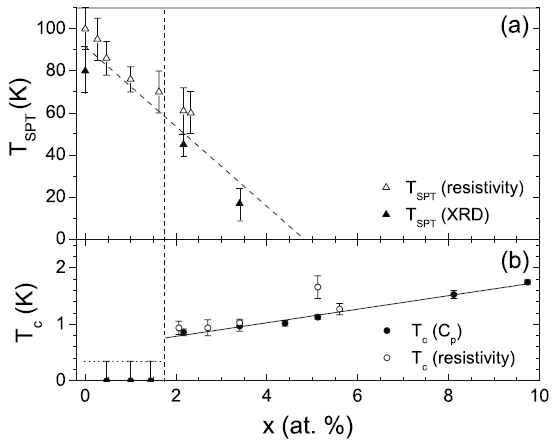 100
80
60
40
20
0
T_SPT (K)
(a)
T_SPT (resistivity)
T_SPT (XRD)
2
1
0
T_c (K)
(b)
T_c (C_p)
T_c (resistivity)
0 2 4 6 8 10
x (at. %)